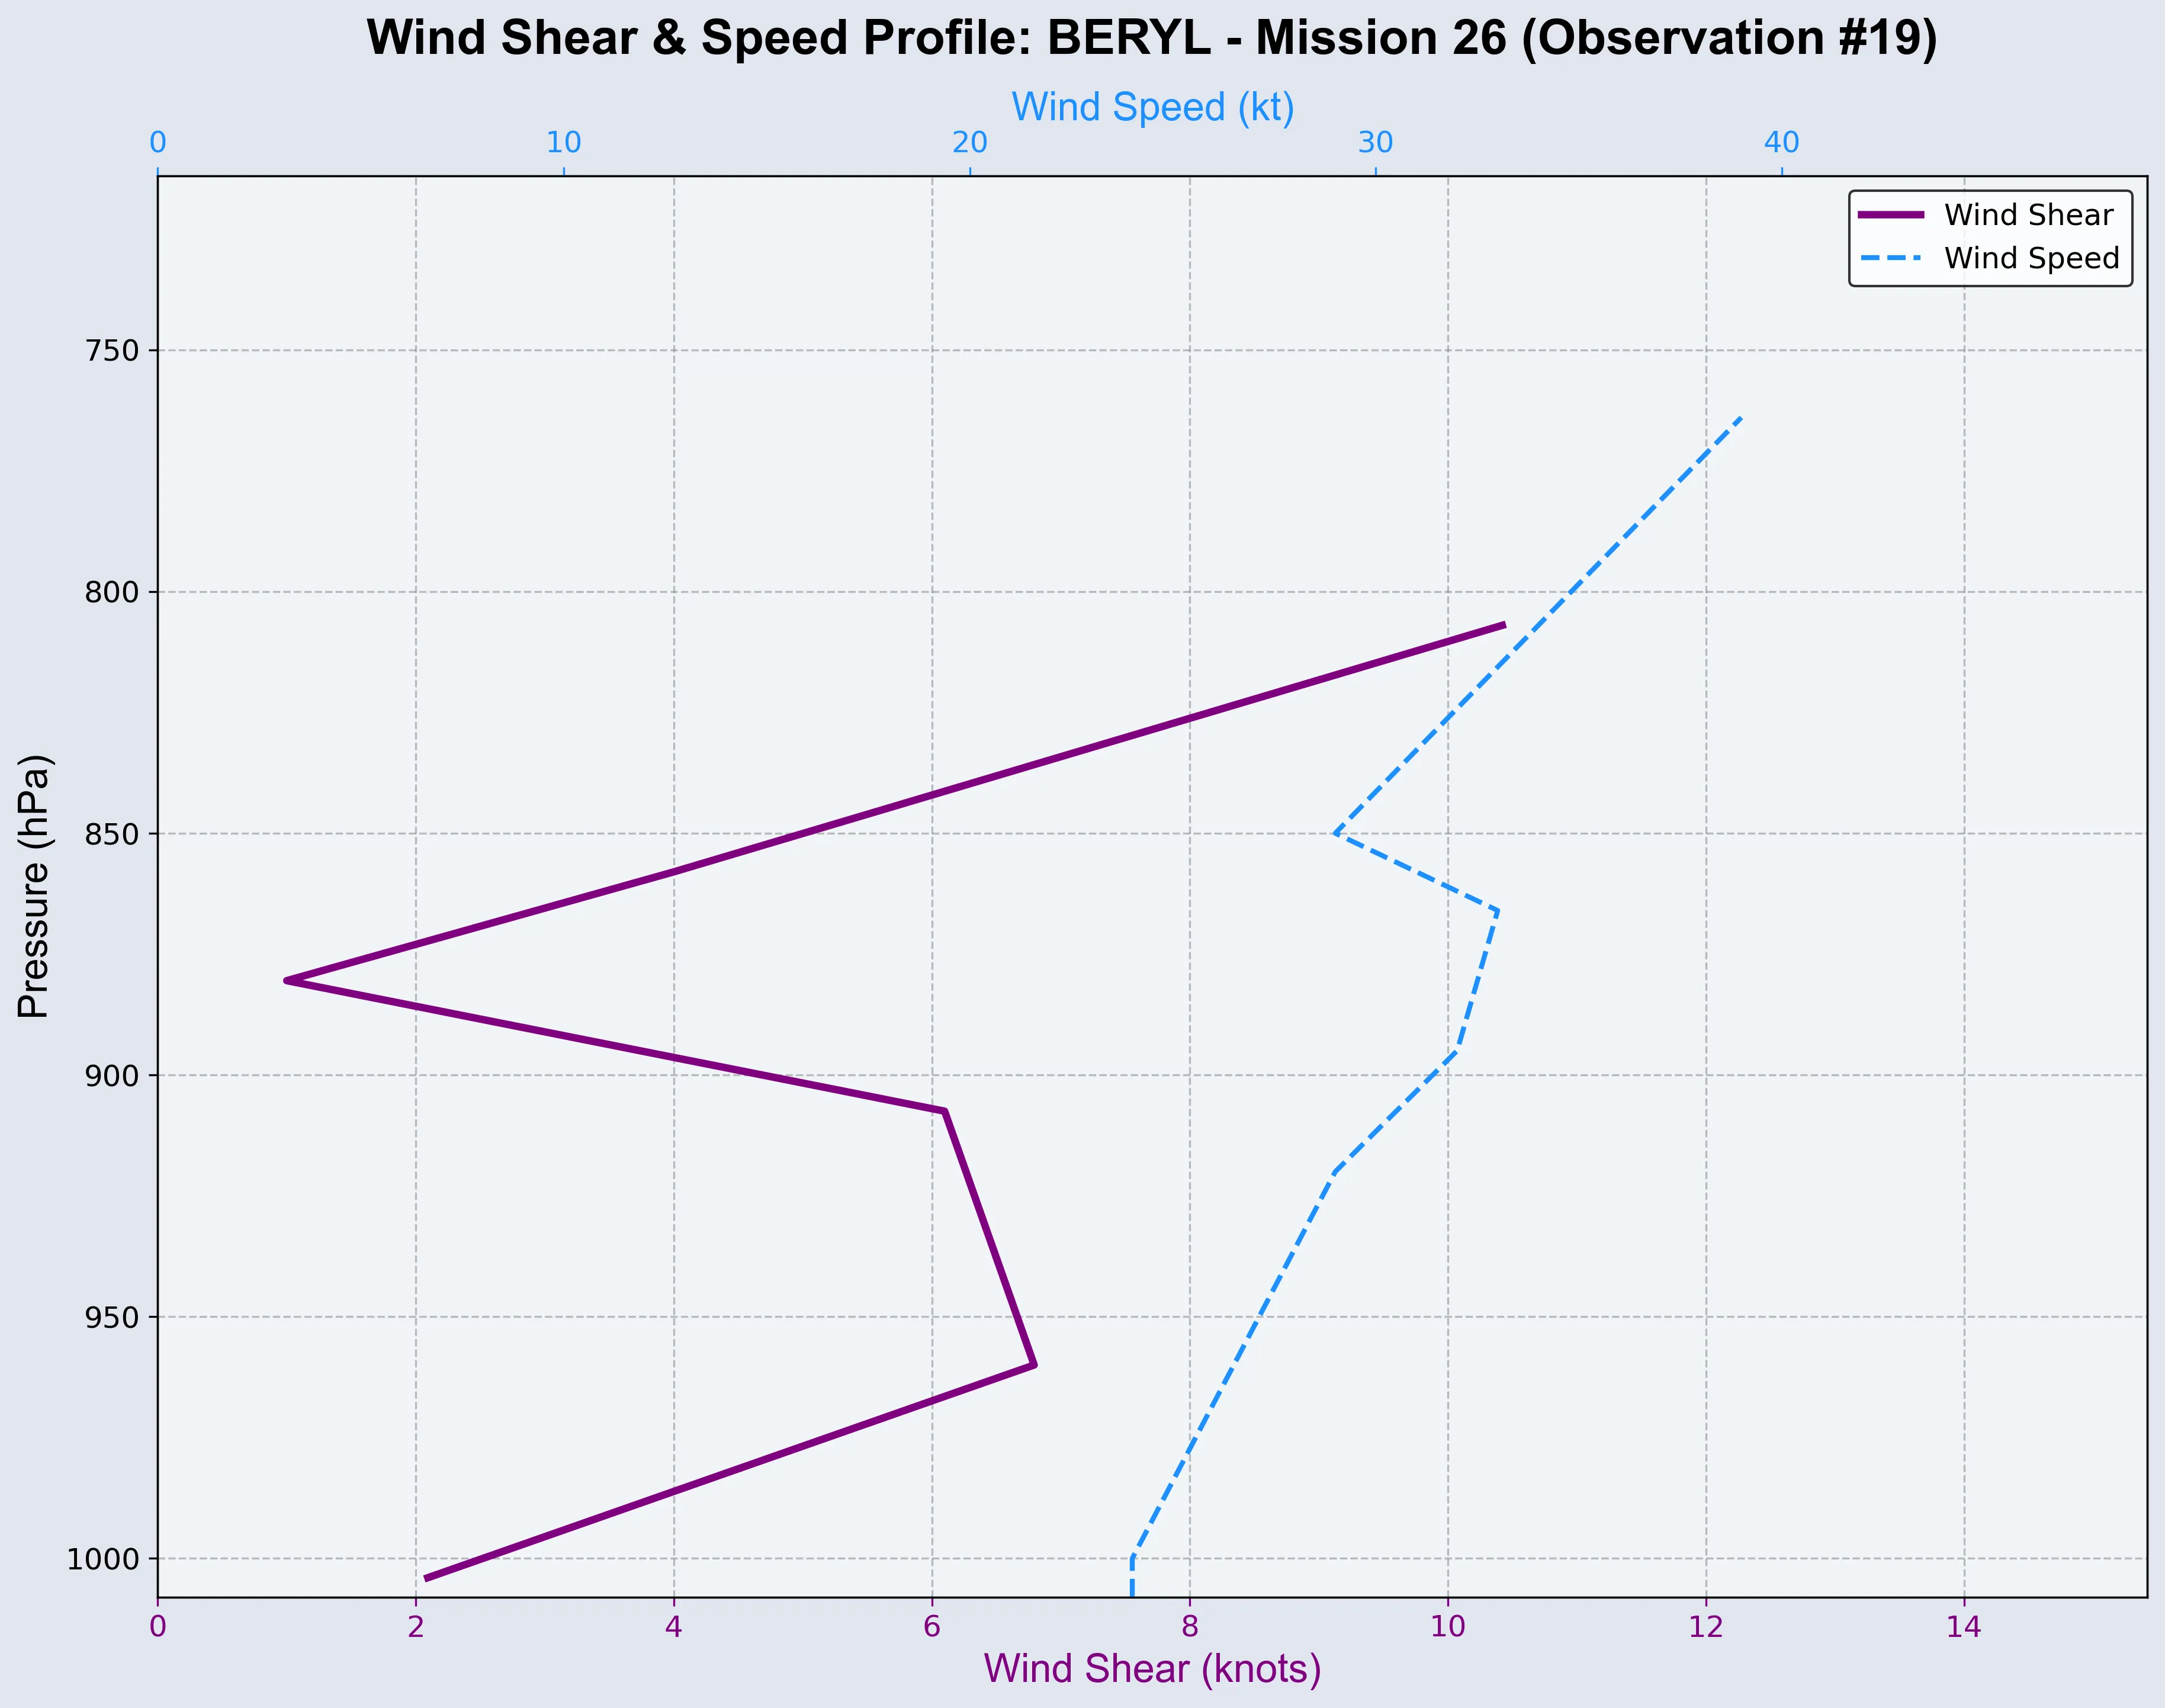 Wind Shear & Speed Profile: BERYL - Mission 26 (Observation #19)
Wind Speed (kt)
0 10 20 30 40
Wind Shear
Wind Speed
750
800
850
900
950
1000
Pressure (hPa)
0 2 4 6 8 10 12 14
Wind Shear (knots)